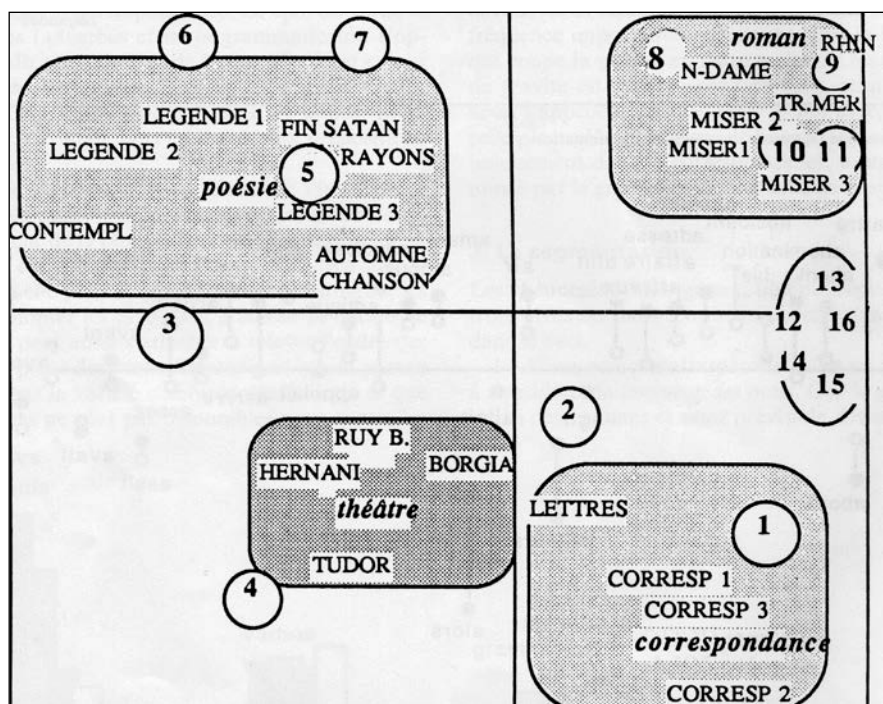 6
7
LEGENDE 1
FIN SATAN
LEGENDE 2
RAYONS
5
poésie
LEGENDE 3
CONTEMPL
AUTOMNE
CHANSON
3
roman
8
RHIN
9
N-DAME
TR.MER
MISER 2
MISER1
10
11
MISER 3
13
12
16
14
15
2
RUY B.
HERNANI
BORGIA
théâtre
TUDOR
4
LETTRES
1
CORRESP 1
CORRESP 3
correspondance
CORRESP 2